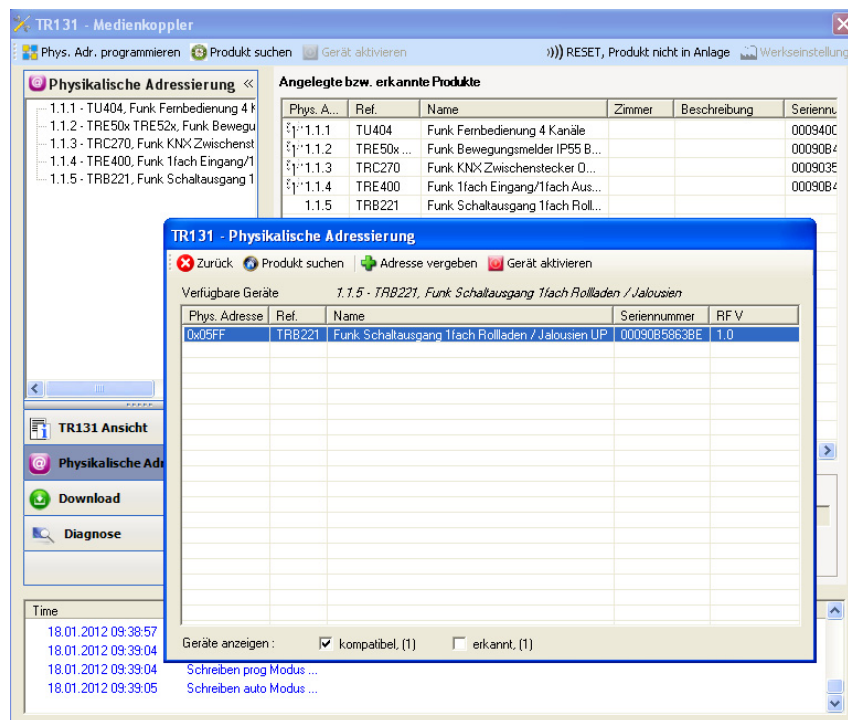 TR131 - Medienkoppler
Phys. Adr. programmieren Produkt suchen Gerät aktivieren ))) RESET, Produkt nicht in Anlage Werkseinstellung
Physikalische Adressierung «
1.1.1 - TU404, Funk Fernbedienung 4 K
1.1.2 - TRE50x TRE52x, Funk Bewegu
1.1.3 - TRC270, Funk KNX Zwischenst
1.1.4 - TRE400, Funk 1fach Eingang/1
1.1.5 - TRB221, Funk Schaltausgang 1
Angelegte bzw. erkannte Produkte
Phys. A... Ref. Name Zimmer Beschreibung Seriennu
1.1.1 TU404 Funk Fernbedienung 4 Kanäle 0009400
1.1.2 TRE50x ... Funk Bewegungsmelder IP55 B... 00090B4
1.1.3 TRC270 Funk KNX Zwischenstecker 0... 0009035
1.1.4 TRE400 Funk 1fach Eingang/1fach Aus... 00090B4
1.1.5 TRB221 Funk Schaltausgang 1fach Roll...
TR131 - Physikalische Adressierung
Zurück Produkt suchen Adresse vergeben Gerät aktivieren
Verfügbare Geräte 1.1.5 - TRB221, Funk Schaltausgang 1fach Rollladen / Jalousien
Phys. Adresse Ref. Name Seriennummer RF V
0x05FF TRB221 Funk Schaltausgang 1fach Rollladen / Jalousien UP 00090B5863BE 1.0
Geräte anzeigen : kompatibel, (1) erkannt, (1)
TR131 Ansicht
Physikalische Adr
Download
Diagnose
Time
18.01.2012 09:38:57
18.01.2012 09:39:04
18.01.2012 09:39:04 Schreiben prog Modus ...
18.01.2012 09:39:05 Schreiben auto Modus ...